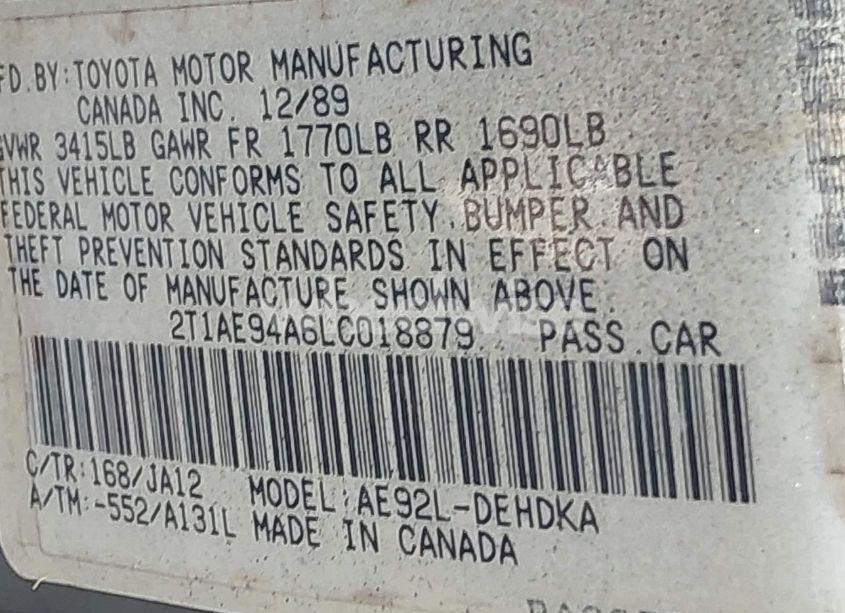 FD. BY: TOYOTA MOTOR MANUFACTURING
CANADA INC. 12/89
GVWR 3415LB GAWR FR 1770LB RR 1690LB
THIS VEHICLE CONFORMS TO ALL APPLICABLE
FEDERAL MOTOR VEHICLE SAFETY, BUMPER, AND
THEFT PREVENTION STANDARDS IN EFFECT ON
THE DATE OF MANUFACTURE SHOWN ABOVE.
2T1AE94A6LC018879 PASS. CAR
C/TR: 168/JA12 MODEL: AE92L-DEHDKA
A/TM: -552/A131L MADE IN CANADA